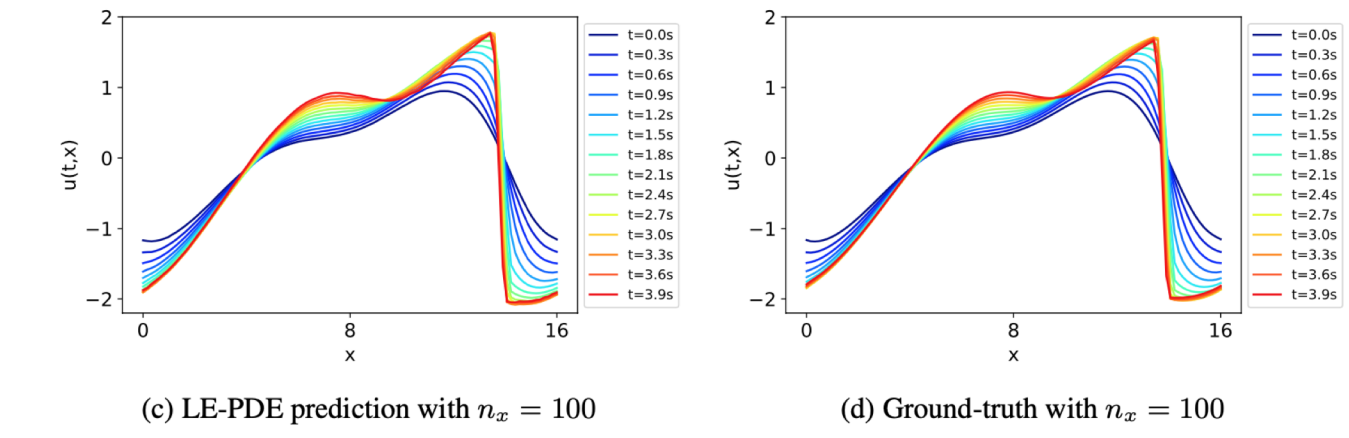 2
1
0
−1
−2
u(t,x)
0
8
16
x
t=0.0s
t=0.3s
t=0.6s
t=0.9s
t=1.2s
t=1.5s
t=1.8s
t=2.1s
t=2.4s
t=2.7s
t=3.0s
t=3.3s
t=3.6s
t=3.9s
(c) LE-PDE prediction with nₓ = 100
2
1
0
−1
−2
u(t,x)
0
8
16
x
t=0.0s
t=0.3s
t=0.6s
t=0.9s
t=1.2s
t=1.5s
t=1.8s
t=2.1s
t=2.4s
t=2.7s
t=3.0s
t=3.3s
t=3.6s
t=3.9s
(d) Ground-truth with nₓ = 100